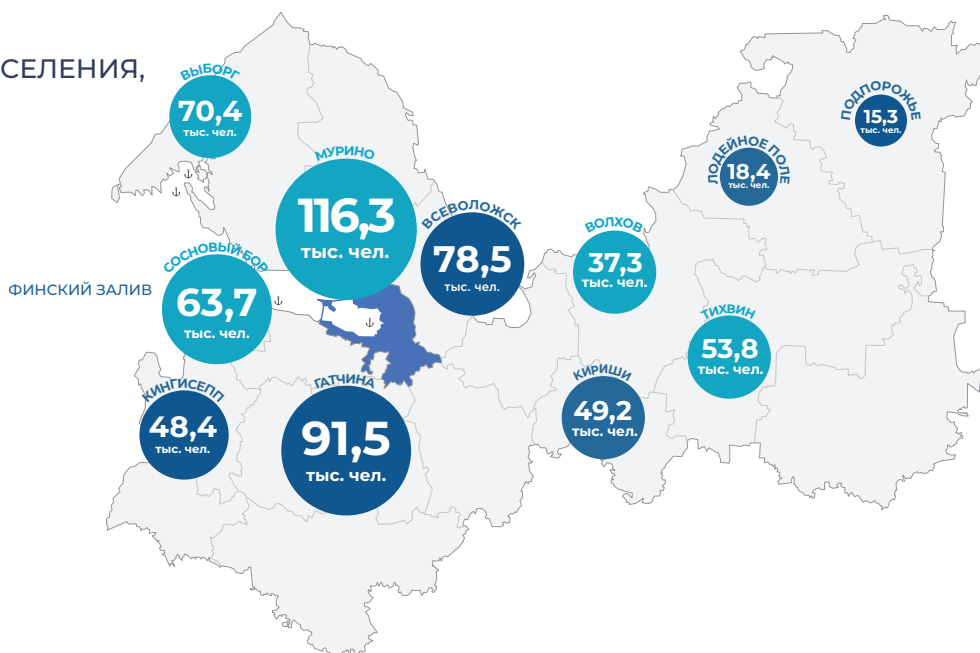 СЕЛЕНИЯ,
ВЫБОРГ
70,4
тыс. чел.
ПОДПОРОЖЬЕ
15,3
тыс. чел.
МУРИНО
116,3
тыс. чел.
ЛОДЕЙНОЕ ПОЛЕ
18,4
тыс. чел.
ВСЕВОЛОЖСК
78,5
тыс. чел.
ВОЛХОВ
37,3
тыс. чел.
СОСНОВЫЙ БОР
63,7
тыс. чел.
ФИНСКИЙ ЗАЛИВ
ТИХВИН
53,8
тыс. чел.
КИНГИСЕПП
48,4
тыс. чел.
ГАТЧИНА
91,5
тыс. чел.
КИРИШИ
49,2
тыс. чел.